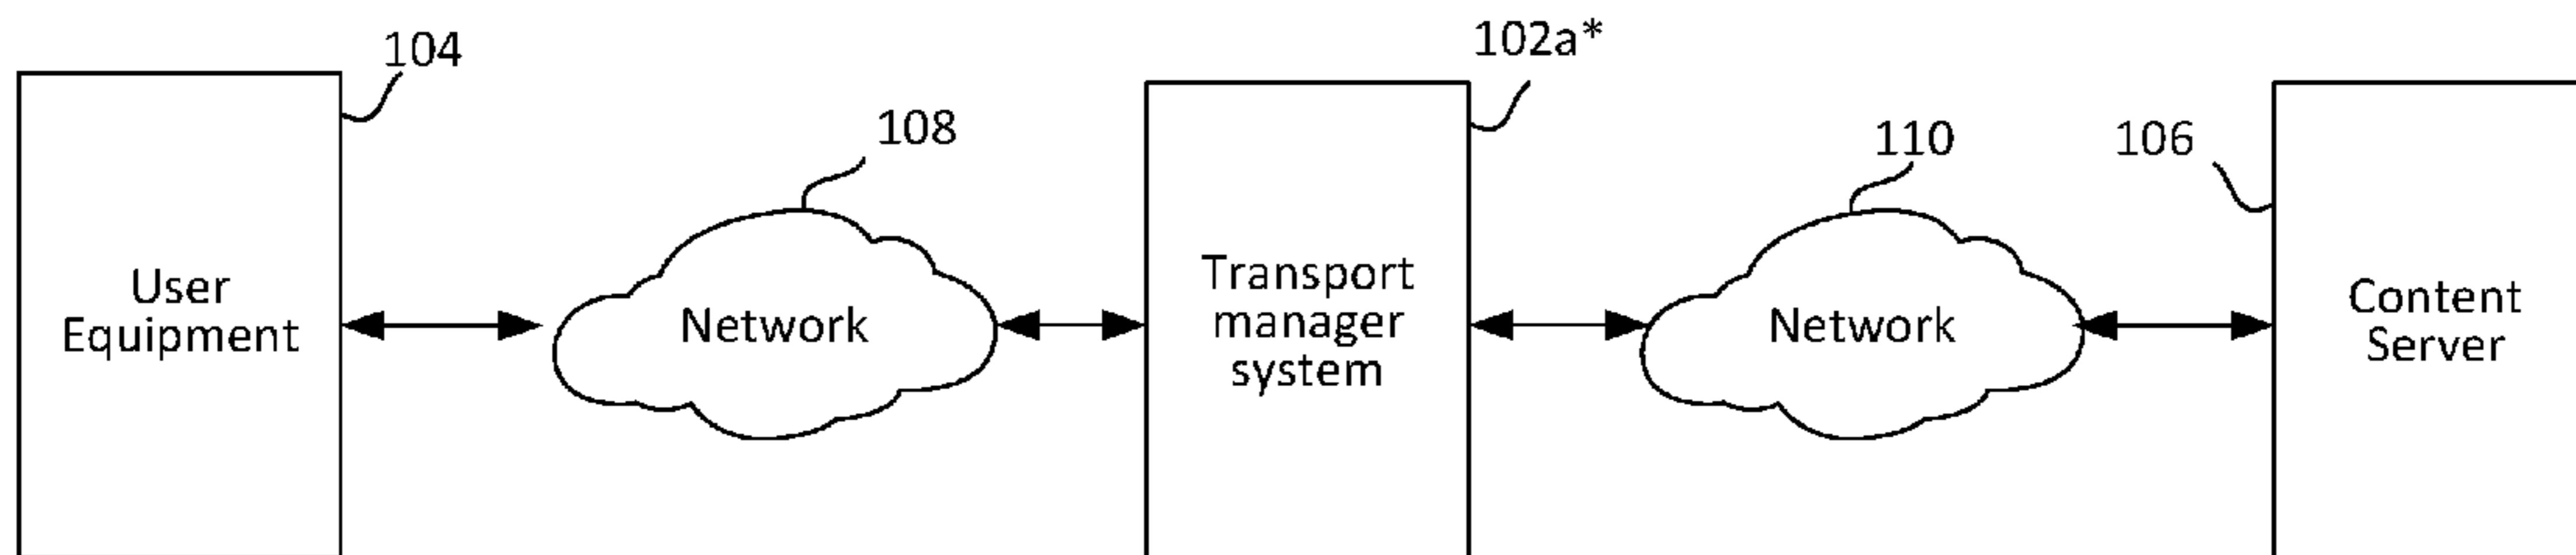 104
102a*
108
110
106
User
Equipment
Network
Transport
manager
system
Network
Content
Server